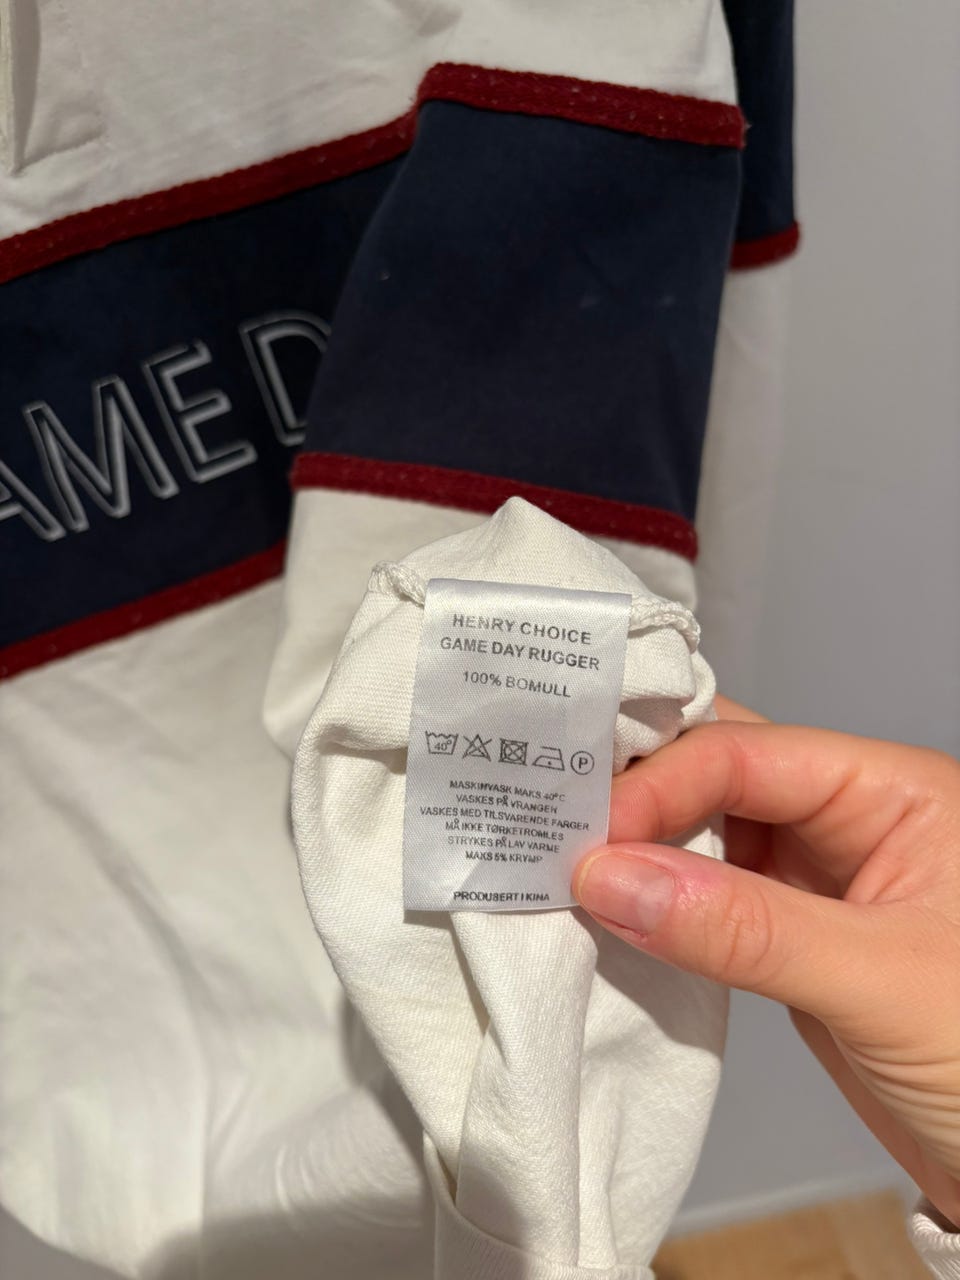 AMED
HENRY CHOICE
GAME DAY RUGGER
100% BOMULL
40°
P
MASKINVASK MAKS 40°C
VASKES PÅ VRANGEN
VASKES MED TILSVARENDE FARGER
MÅ IKKE TØRKETROMLES
STRYKES PÅ LAV VARME
MAKS 5% KRYMP
PRODUSERT I KINA